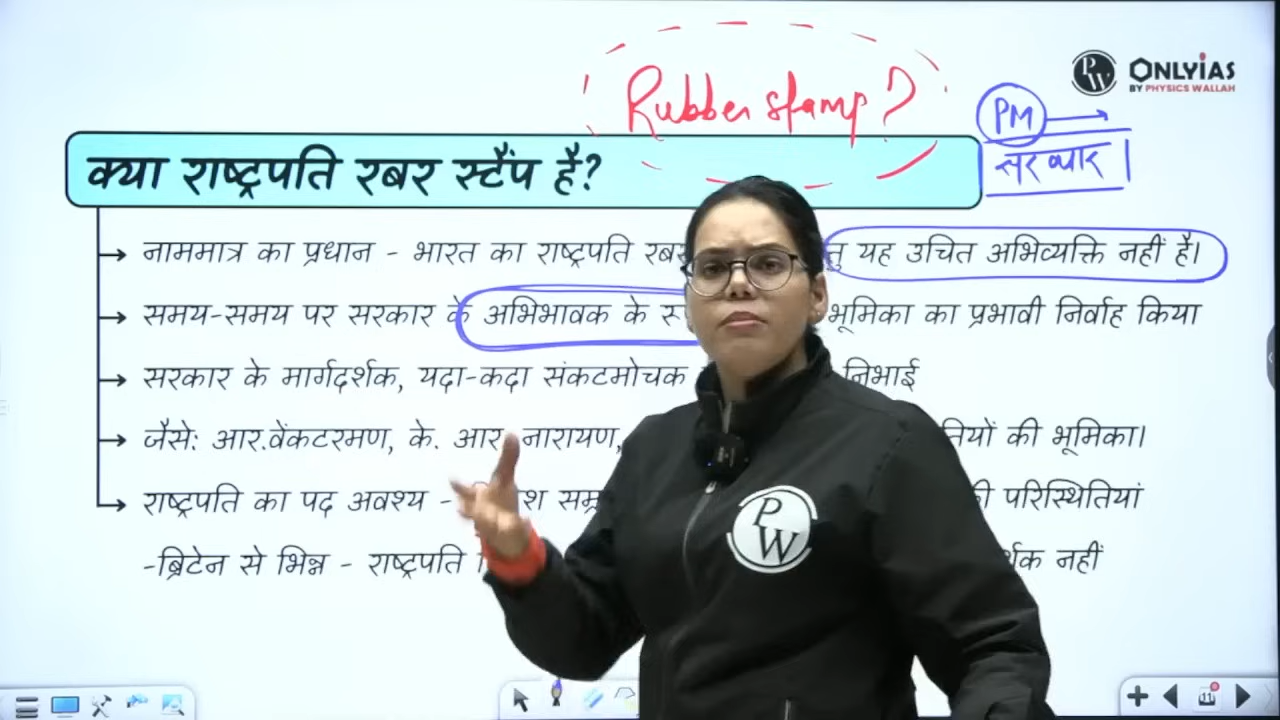 Rubber stamp?
PW ONLYIAS
BY PHYSICS WALLAH
PM
सरकार।
क्या राष्ट्रपति रबर स्टैंप है?
नाममात्र का प्रधान - भारत का राष्ट्रपति यह उचित अभिव्यक्ति नहीं है।
समय-समय पर सरकार के अभिभावक के भूमिका का प्रभावी निर्वाह किया
सरकार के मार्गदर्शक, यदा-कदा संकटमोचक निभाई
जैसे: आर.वेंकटरमण, के. आर. नारायण, की भूमिका।
राष्ट्रपति का पद अवश्य - परिस्थितियां
-ब्रिटेन से भिन्न - राष्ट्रपति नहीं
PW
11